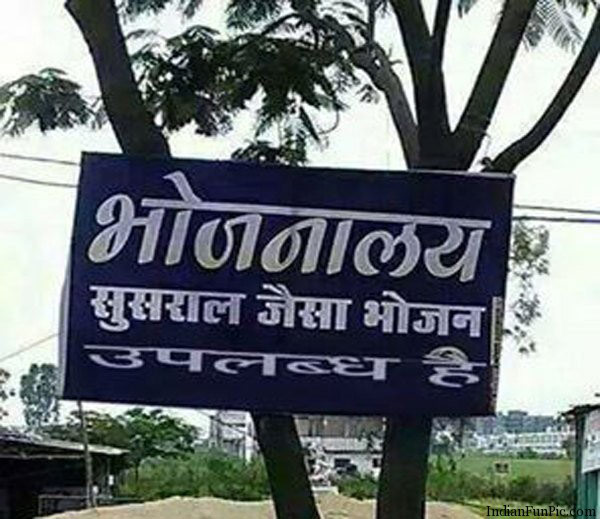 भोजनालय
सुसराल जैसा भोजन
उपलब्ध है
IndianFunPic.com